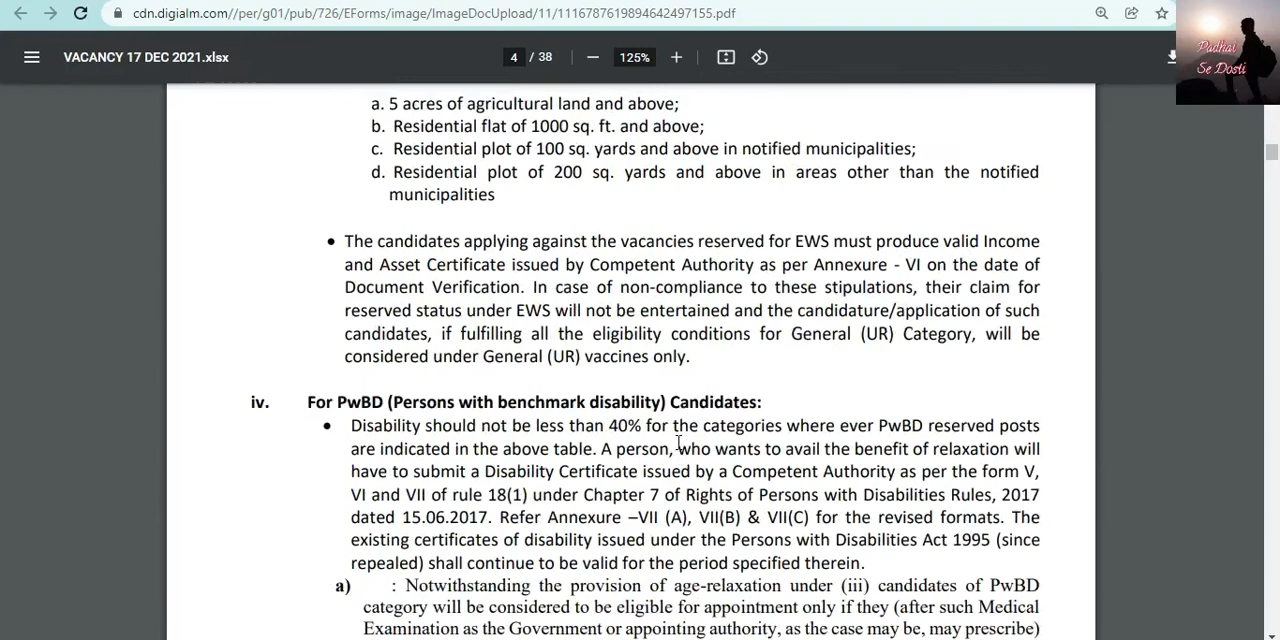 cdn.digialm.com//per/g01/pub/726/EForms/image/ImageDocUpload/11/1116787619894642497155.pdf
VACANCY 17 DEC 2021.xlsx
4 / 38
125%
Padhai
Se Dosti
a. 5 acres of agricultural land and above;
b. Residential flat of 1000 sq. ft. and above;
c. Residential plot of 100 sq. yards and above in notified municipalities;
d. Residential plot of 200 sq. yards and above in areas other than the notified
municipalities
• The candidates applying against the vacancies reserved for EWS must produce valid Income
and Asset Certificate issued by Competent Authority as per Annexure - VI on the date of
Document Verification. In case of non-compliance to these stipulations, their claim for
reserved status under EWS will not be entertained and the candidature/application of such
candidates, if fulfilling all the eligibility conditions for General (UR) Category, will be
considered under General (UR) vaccines only.
iv. For PwBD (Persons with benchmark disability) Candidates:
• Disability should not be less than 40% for the categories where ever PwBD reserved posts
are indicated in the above table. A person, who wants to avail the benefit of relaxation will
have to submit a Disability Certificate issued by a Competent Authority as per the form V,
VI and VII of rule 18(1) under Chapter 7 of Rights of Persons with Disabilities Rules, 2017
dated 15.06.2017. Refer Annexure –VII (A), VII(B) & VII(C) for the revised formats. The
existing certificates of disability issued under the Persons with Disabilities Act 1995 (since
repealed) shall continue to be valid for the period specified therein.
a) : Notwithstanding the provision of age-relaxation under (iii) candidates of PwBD
category will be considered to be eligible for appointment only if they (after such Medical
Examination as the Government or appointing authority, as the case may be, may prescribe)